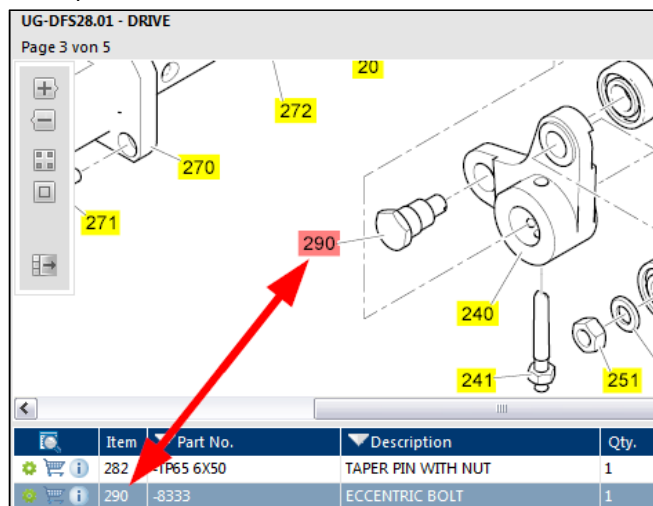 UG-DFS28.01 - DRIVE
Page 3 von 5
20
272
270
271
290
240
241
251
Item Part No. Description Qty.
282 -TP65 6X50 TAPER PIN WITH NUT 1
290 -8333 ECCENTRIC BOLT 1